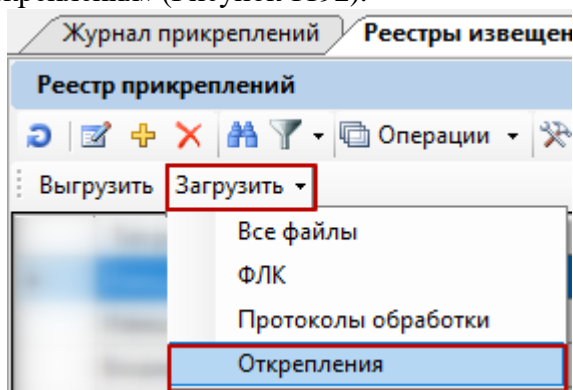 Журнал прикреплений Реестры извещен
Реестр прикреплений
Операции
Выгрузить Загрузить
Все файлы
ФЛК
Протоколы обработки
Открепления